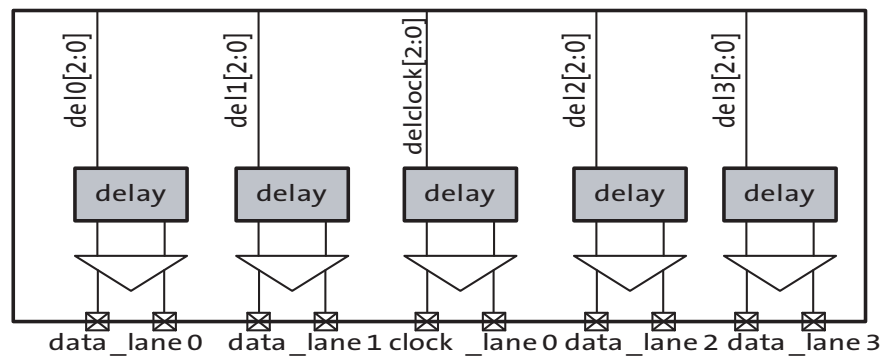 del0[2:0] del1[2:0] delclock[2:0] del2[2:0] del3[2:0]
delay delay delay delay delay
data_lane0 data_lane1 clock _lane0 data_lane2 data_lane3